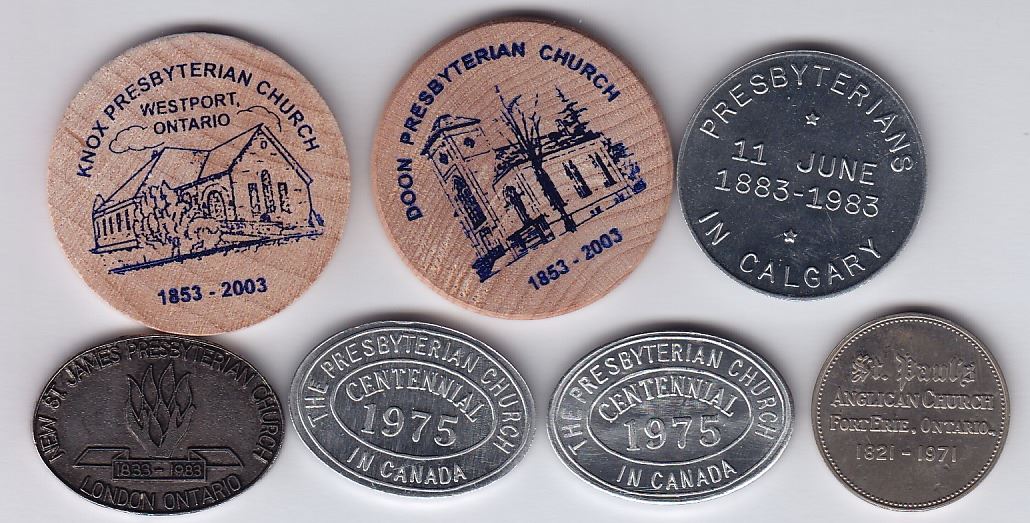 KNOX PRESBYTERIAN CHURCH
WESTPORT,
ONTARIO
1853 - 2003
DOON PRESBYTERIAN CHURCH
1853 - 2003
PRESBYTERIANS
11 JUNE
1883-1983
IN CALGARY
NEW ST. JAMES PRESBYTERIAN CHURCH
1833 - 1983
LONDON ONTARIO
THE PRESBYTERIAN CHURCH
CENTENNIAL
1975
IN CANADA
THE PRESBYTERIAN CHURCH
CENTENNIAL
1975
IN CANADA
St. Paul's
ANGLICAN CHURCH
FORT ERIE, ONTARIO.
1821 - 1971